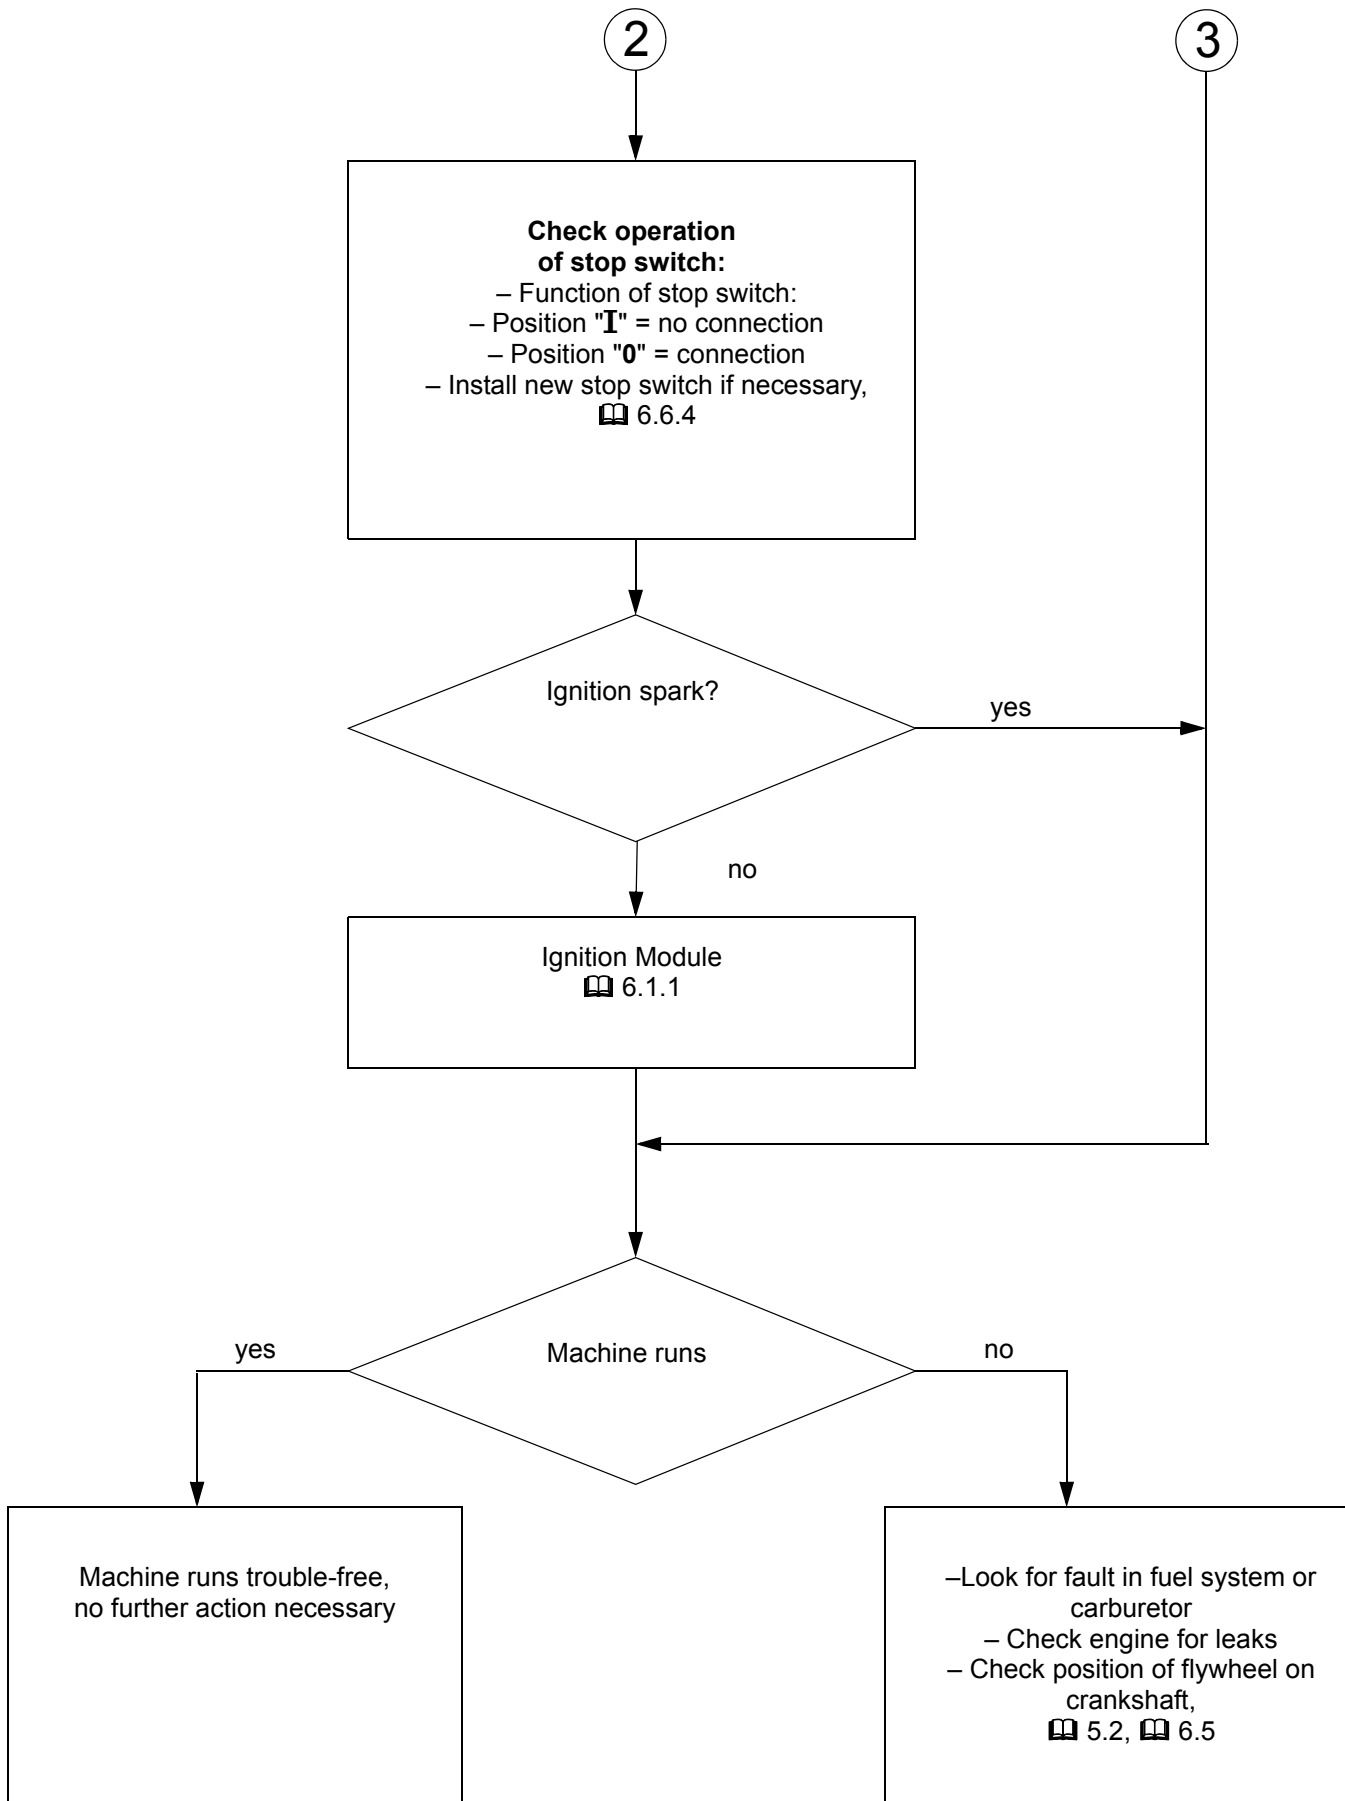 2
3
Check operation
of stop switch:
– Function of stop switch:
– Position "I" = no connection
– Position "0" = connection
– Install new stop switch if necessary,
🕮 6.6.4
Ignition spark?
yes
no
Ignition Module
🕮 6.1.1
yes
Machine runs
no
Machine runs trouble-free,
no further action necessary
–Look for fault in fuel system or
carburetor
– Check engine for leaks
– Check position of flywheel on
crankshaft,
🕮 5.2, 🕮 6.5